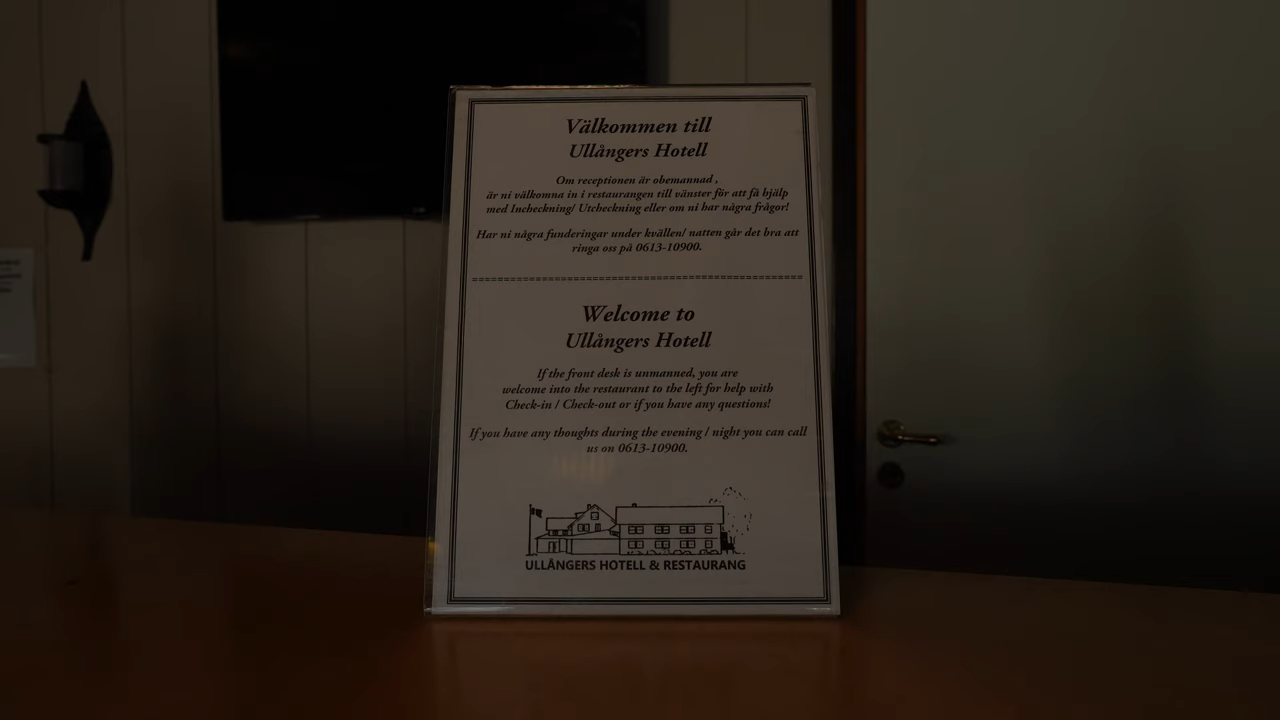 Välkommen till
Ullångers Hotell
Om receptionen är obemannad ,
är ni välkomna in i restaurangen till vänster för att få hjälp
med Incheckning/ Utcheckning eller om ni har några frågor!
Har ni några funderingar under kvällen/ natten går det bra att
ringa oss på 0613-10900.
================================================================
Welcome to
Ullångers Hotell
If the front desk is unmanned, you are
welcome into the restaurant to the left for help with
Check-in / Check-out or if you have any questions!
If you have any thoughts during the evening / night you can call
us on 0613-10900.
ULLÅNGERS HOTELL & RESTAURANG